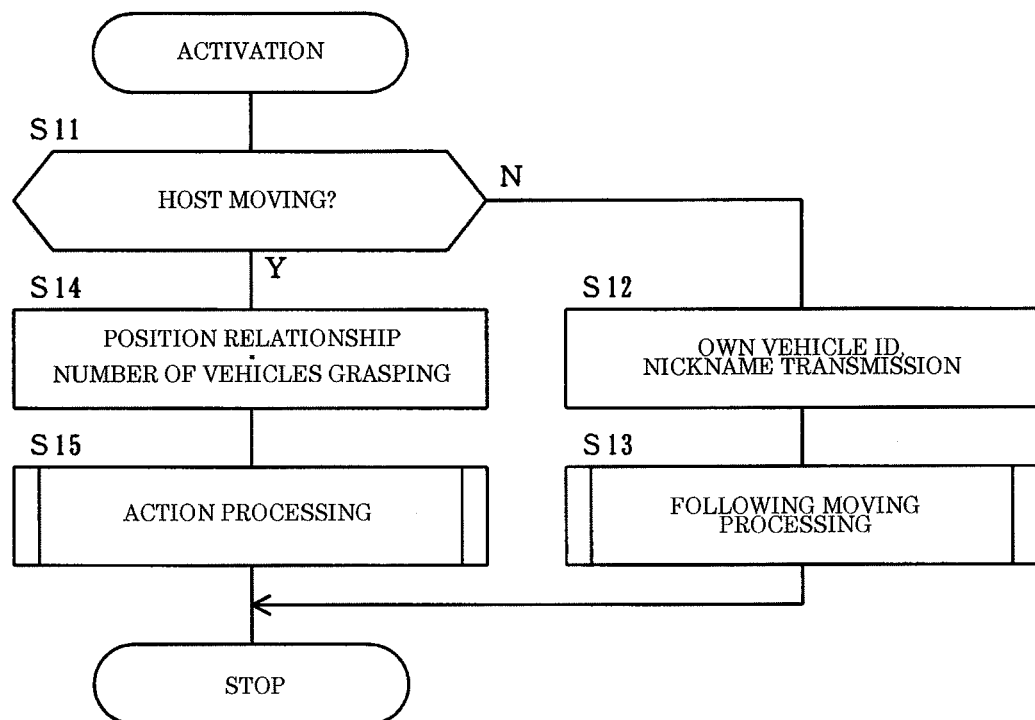 ACTIVATION
S11
HOST MOVING?
N
Y
S14
POSITION RELATIONSHIP
NUMBER OF VEHICLES GRASPING
S12
OWN VEHICLE ID,
NICKNAME TRANSMISSION
S15
ACTION PROCESSING
S13
FOLLOWING MOVING
PROCESSING
STOP